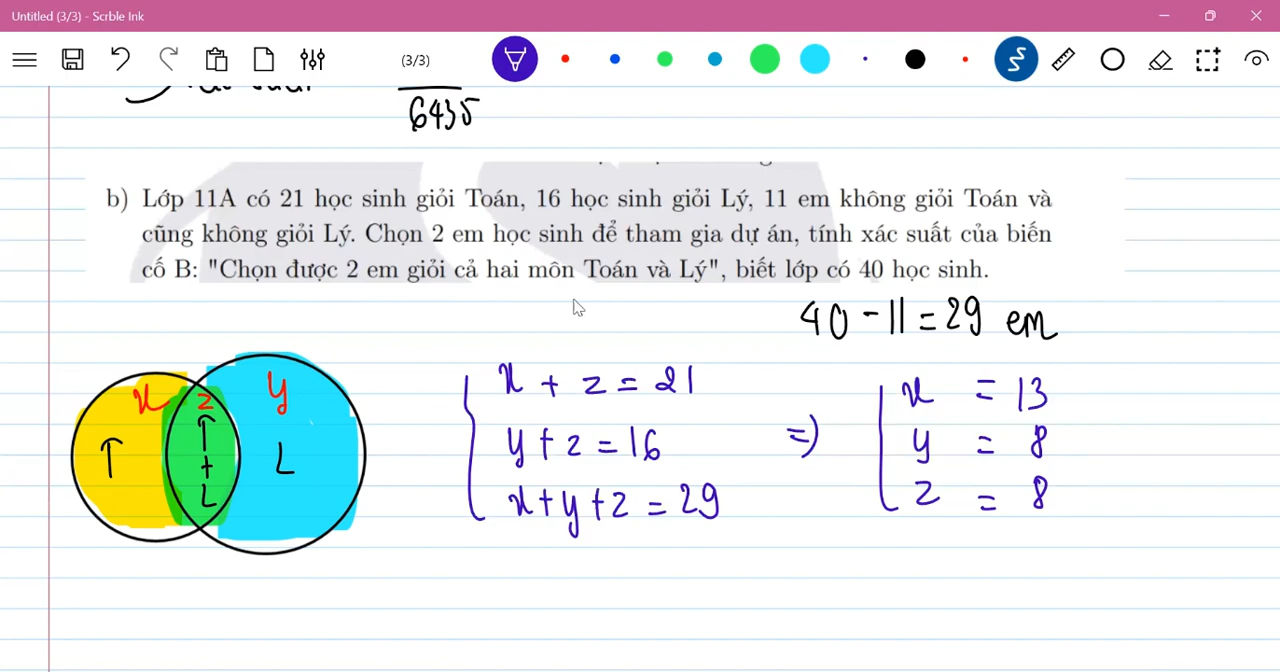 Untitled (3/3) - Scrble Ink
(3/3)
6435
b) Lớp 11A có 21 học sinh giỏi Toán, 16 học sinh giỏi Lý, 11 em không giỏi Toán và
cũng không giỏi Lý. Chọn 2 em học sinh để tham gia dự án, tính xác suất của biến
cố B: "Chọn được 2 em giỏi cả hai môn Toán và Lý", biết lớp có 40 học sinh.
40 - 11 = 29 em
x z y
T T + L L
x + z = 21
y + z = 16
x + y + z = 29
=>
x = 13
y = 8
z = 8